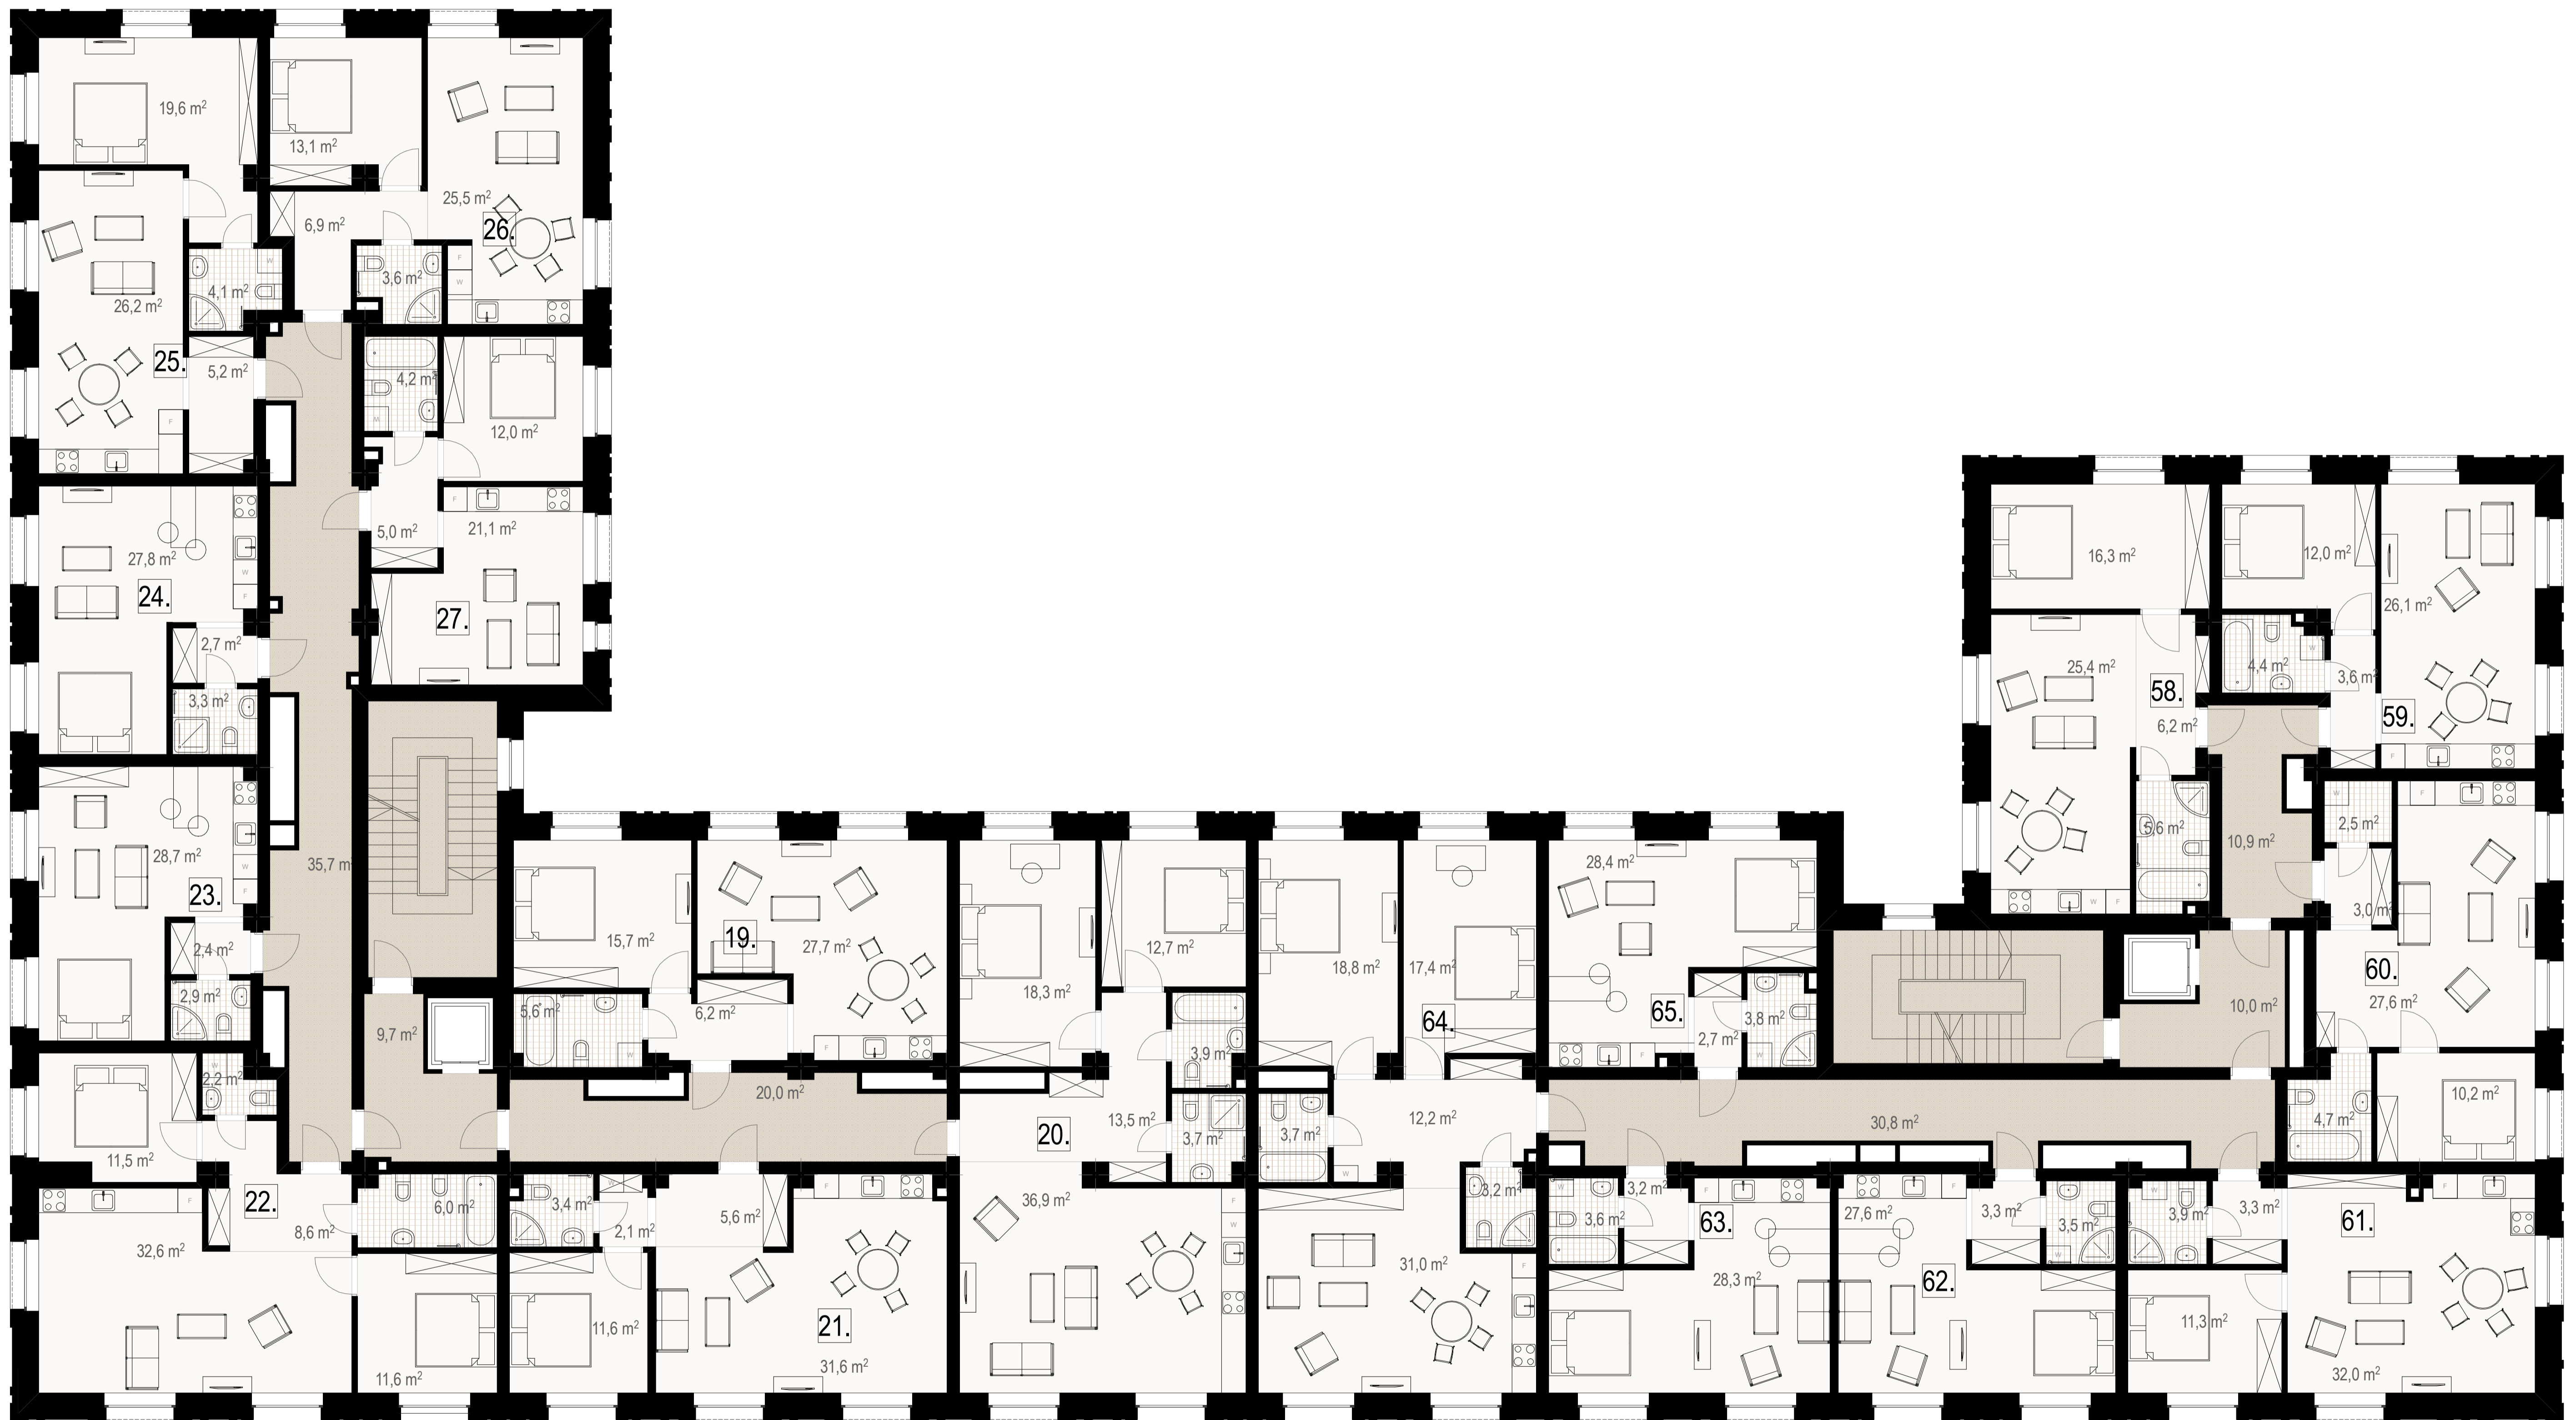 19,6 m²
13,1 m²
25,5 m²
26.
6,9 m²
3,6 m²
F
W
W
4,1 m²
26,2 m²
25.
5,2 m²
F
4,2 m²
W
12,0 m²
5,0 m²
F
21,1 m²
27.
27,8 m²
24.
W
F
2,7 m²
3,3 m²
28,7 m²
23.
W
F
2,4 m²
2,9 m²
35,7 m²
9,7 m²
15,7 m²
5,6 m²
W
6,2 m²
19.
27,7 m²
F
18,3 m²
12,7 m²
3,9 m²
20,0 m²
20.
13,5 m²
3,7 m²
36,9 m²
F
W
W
2,2 m²
11,5 m²
22.
8,6 m²
6,0 m²
F
32,6 m²
11,6 m²
3,4 m²
W
2,1 m²
5,6 m²
F
11,6 m²
21.
31,6 m²
18,8 m²
17,4 m²
64.
3,7 m²
W
12,2 m²
3,2 m²
31,0 m²
F
28,4 m²
65.
F
2,7 m²
3,8 m²
W
30,8 m²
16,3 m²
12,0 m²
26,1 m²
25,4 m²
58.
6,2 m²
W
4,4 m²
3,6 m²
59.
F
5,6 m²
W
F
10,9 m²
W
2,5 m²
F
3,0 m²
60.
27,6 m²
10,0 m²
4,7 m²
10,2 m²
W
3,6 m²
3,2 m²
F
63.
28,3 m²
27,6 m²
F
62.
3,3 m²
3,5 m²
W
W
3,9 m²
3,3 m²
61.
F
11,3 m²
32,0 m²